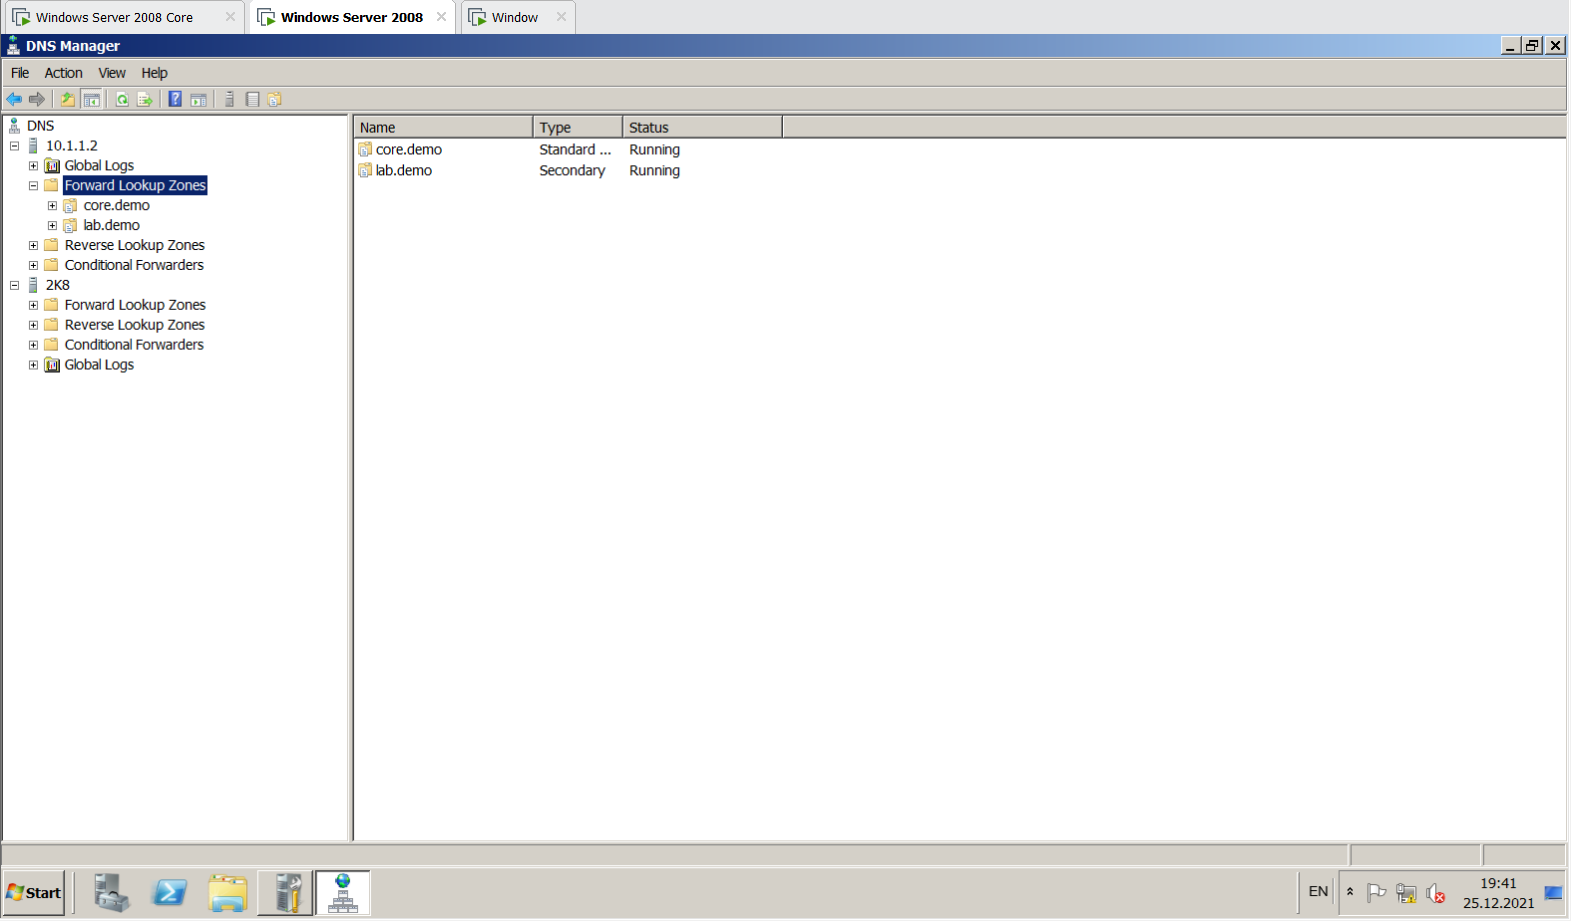 Windows Server 2008 Core
Windows Server 2008
Window
DNS Manager
File Action View Help
DNS
10.1.1.2
Global Logs
Forward Lookup Zones
core.demo
lab.demo
Reverse Lookup Zones
Conditional Forwarders
2K8
Forward Lookup Zones
Reverse Lookup Zones
Conditional Forwarders
Global Logs
Name Type Status
core.demo Standard ... Running
lab.demo Secondary Running
Start
EN
19:41
25.12.2021